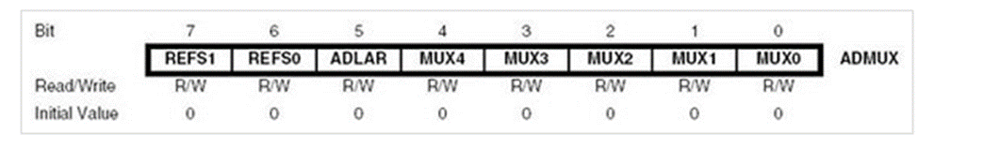 Bit 7 6 5 4 3 2 1 0
REFS1 REFS0 ADLAR MUX4 MUX3 MUX2 MUX1 MUX0 ADMUX
Read/Write R/W R/W R/W R/W R/W R/W R/W R/W
Initial Value 0 0 0 0 0 0 0 0